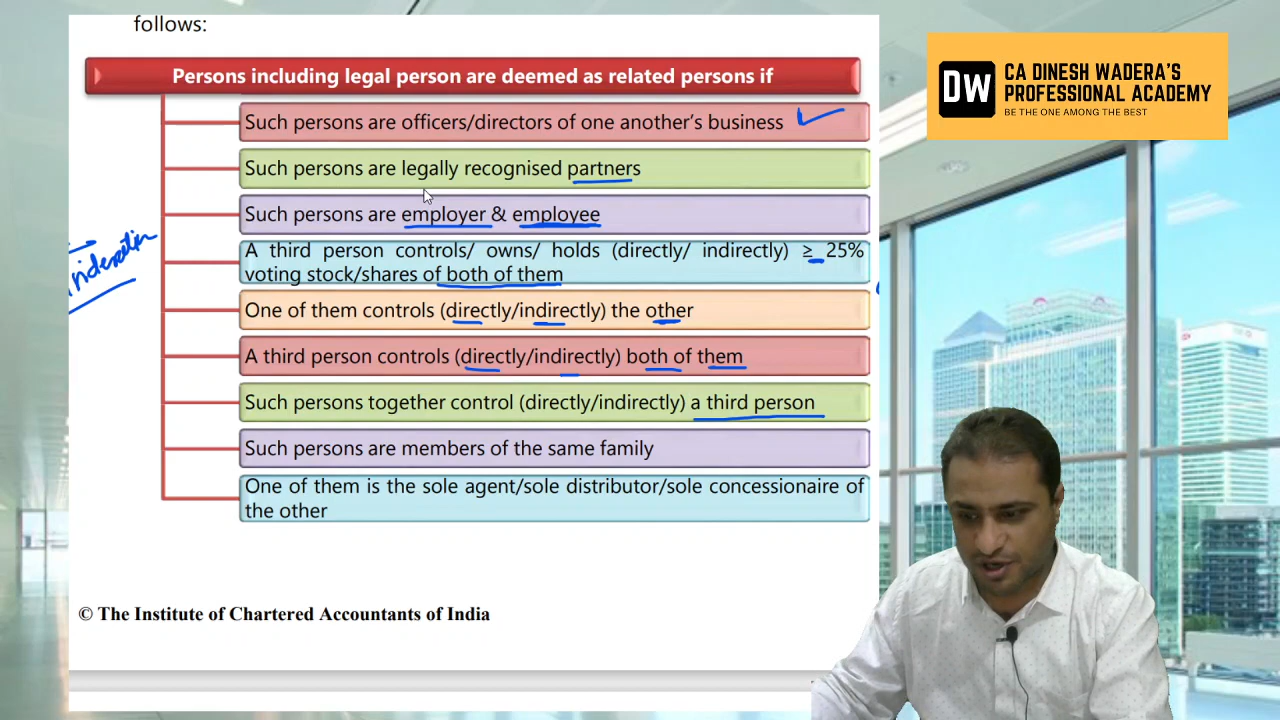 follows:
Persons including legal person are deemed as related persons if
Such persons are officers/directors of one another's business
Such persons are legally recognised partners
Such persons are employer & employee
A third person controls/ owns/ holds (directly/ indirectly) ≥ 25%
voting stock/shares of both of them
One of them controls (directly/indirectly) the other
A third person controls (directly/indirectly) both of them
Such persons together control (directly/indirectly) a third person
Such persons are members of the same family
One of them is the sole agent/sole distributor/sole concessionaire of
the other
© The Institute of Chartered Accountants of India
DW
CA DINESH WADERA'S
PROFESSIONAL ACADEMY
BE THE ONE AMONG THE BEST